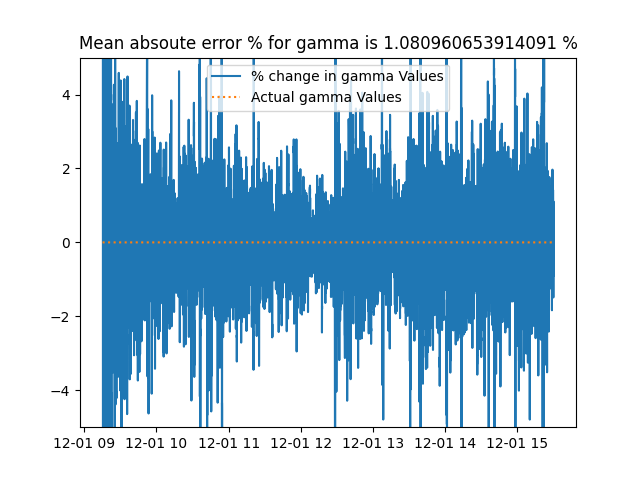 Mean absoute error % for gamma is 1.080960653914091 %
% change in gamma Values
Actual gamma Values
4
2
0
−2
−4
12-01 09 12-01 10 12-01 11 12-01 12 12-01 13 12-01 14 12-01 15